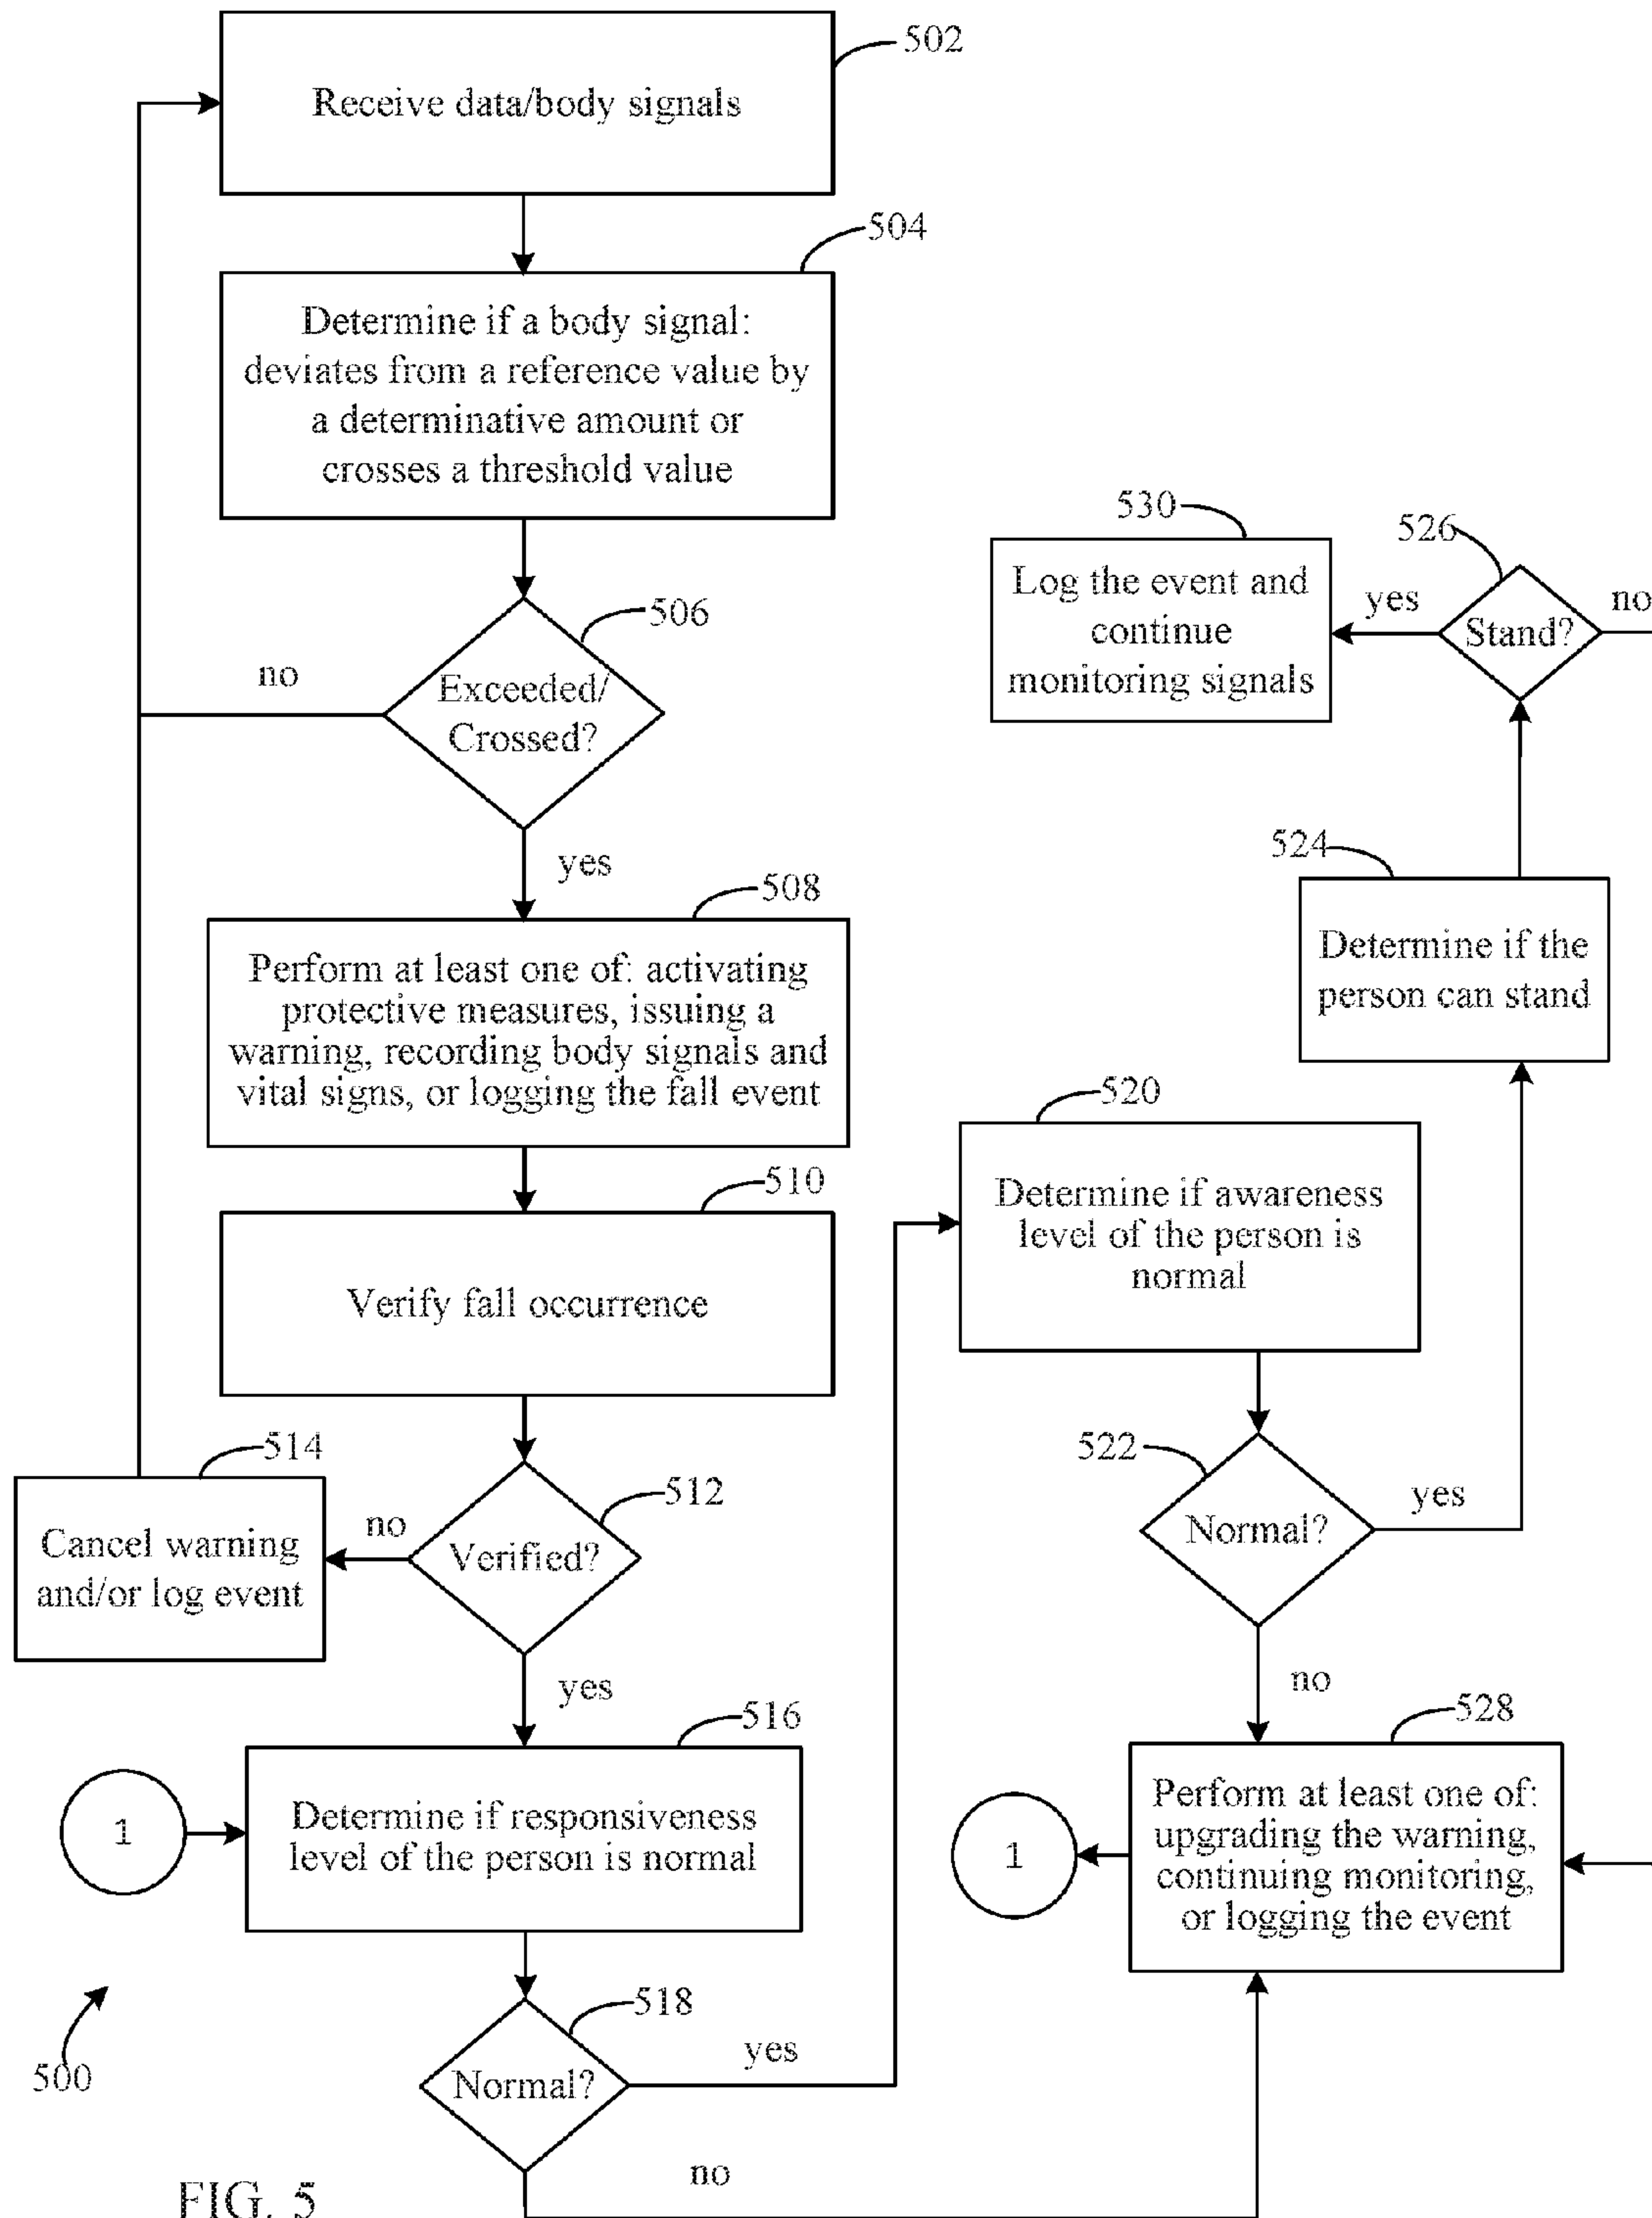 502
Receive data/body signals
504
Determine if a body signal:
deviates from a reference value by
a determinative amount or
crosses a threshold value
506
no
Exceeded/
Crossed?
yes
508
Perform at least one of: activating
protective measures, issuing a
warning, recording body signals and
vital signs, or logging the fall event
510
Verify fall occurrence
514
512
no
Cancel warning
and/or log event
Verified?
yes
516
1
Determine if responsiveness
level of the person is normal
518
500
Normal?
yes
no
FIG. 5
530
526
Log the event and
continue
monitoring signals
yes
Stand?
no
524
Determine if the
person can stand
520
Determine if awareness
level of the person is
normal
522
Normal?
yes
no
528
1
Perform at least one of:
upgrading the warning,
continuing monitoring,
or logging the event